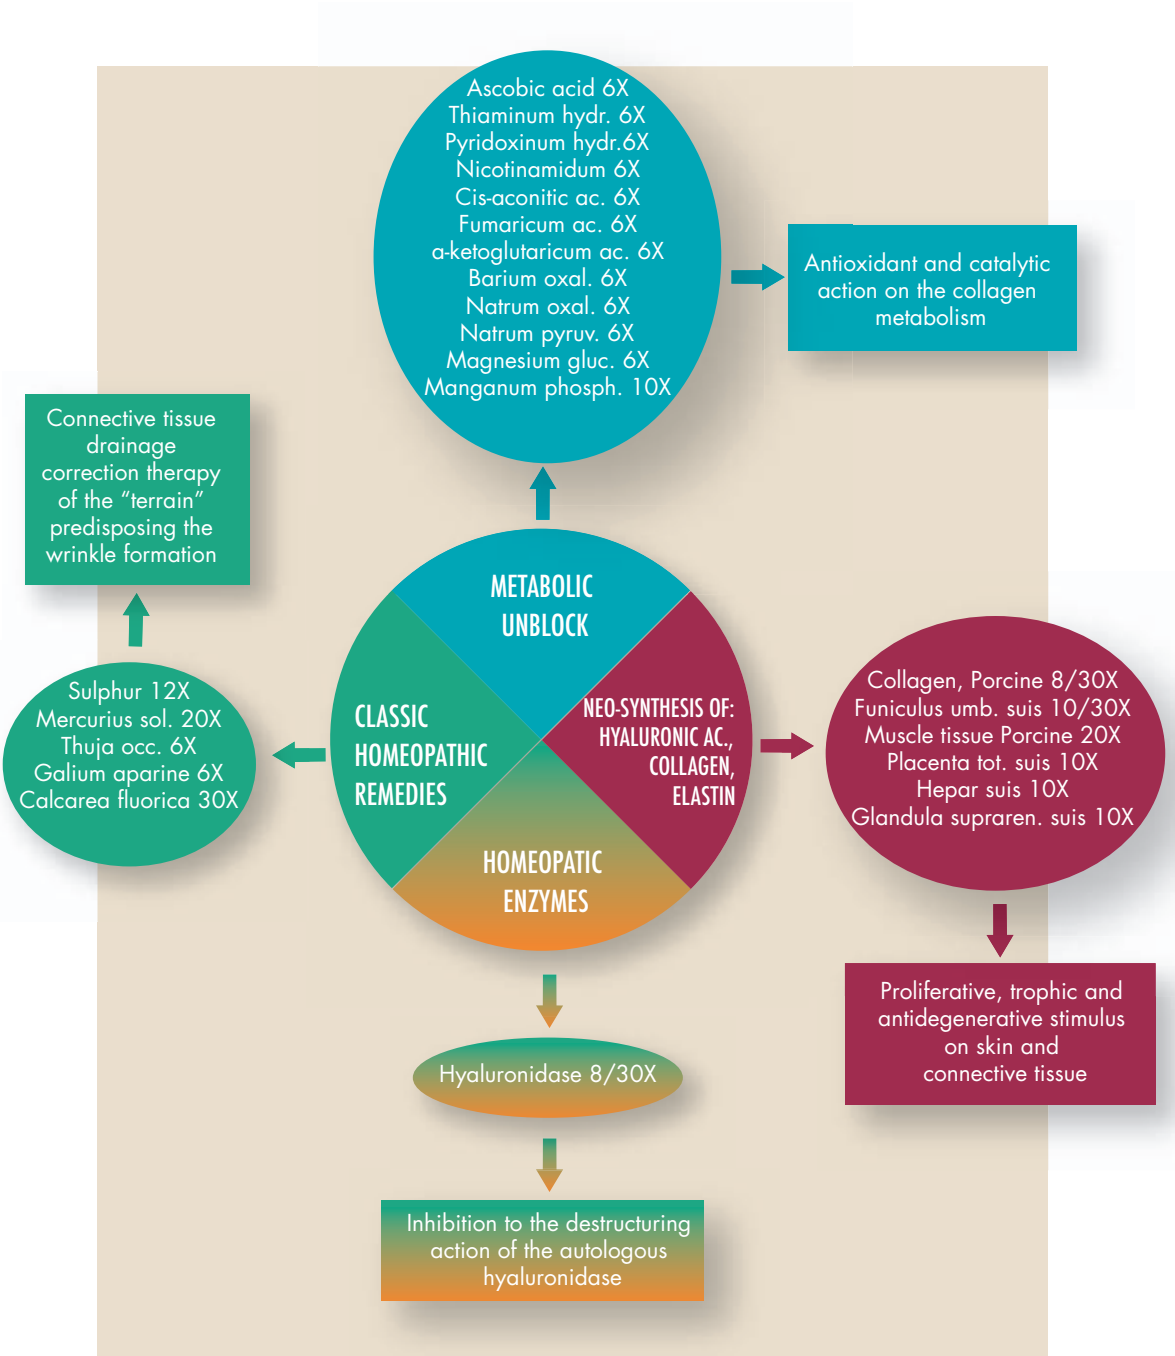 Ascobic acid 6X
Thiaminum hydr. 6X
Pyridoxinum hydr.6X
Nicotinamidum 6X
Cis-aconitic ac. 6X
Fumaricum ac. 6X
a-ketoglutaricum ac. 6X
Barium oxal. 6X
Natrum oxal. 6X
Natrum pyruv. 6X
Magnesium gluc. 6X
Manganum phosph. 10X
Antioxidant and catalytic
action on the collagen
metabolism
Connective tissue
drainage
correction therapy
of the “terrain”
predisposing the
wrinkle formation
METABOLIC
UNBLOCK
Sulphur 12X
Mercurius sol. 20X
Thuja occ. 6X
Galium aparine 6X
Calcarea fluorica 30X
CLASSIC
HOMEOPATHIC
REMEDIES
NEO-SYNTHESIS OF:
HYALURONIC AC.,
COLLAGEN,
ELASTIN
Collagen, Porcine 8/30X
Funiculus umb. suis 10/30X
Muscle tissue Porcine 20X
Placenta tot. suis 10X
Hepar suis 10X
Glandula supraren. suis 10X
HOMEOPATIC
ENZYMES
Proliferative, trophic and
antidegenerative stimulus
on skin and
connective tissue
Hyaluronidase 8/30X
Inhibition to the destructuring
action of the autologous
hyaluronidase